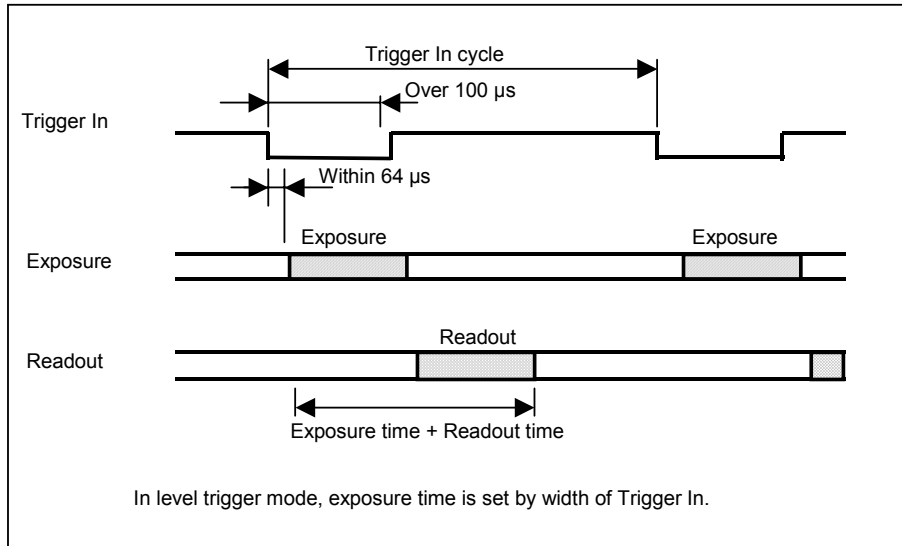 Trigger In cycle
Over 100 µs
Trigger In
Within 64 µs
Exposure Exposure
Exposure
Readout
Readout
Exposure time + Readout time
In level trigger mode, exposure time is set by width of Trigger In.